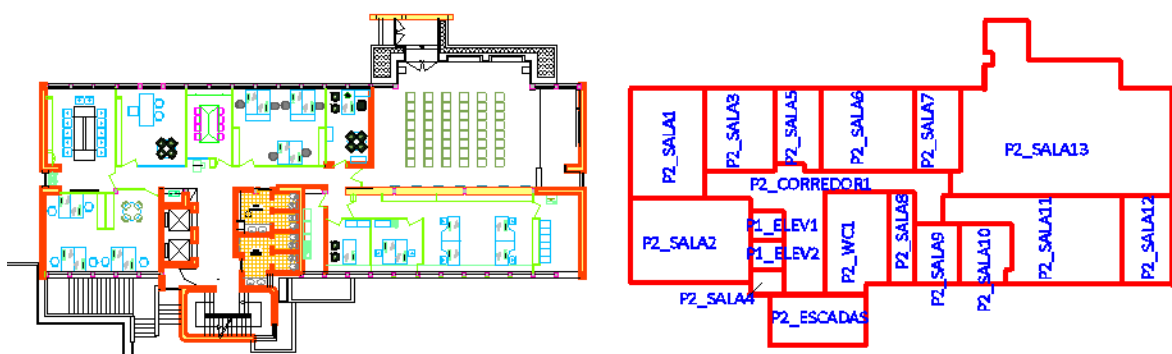 P2_SALA1
P2_SALA3
P2_SALA5
P2_SALA6
P2_SALA7
P2_SALA13
P2_CORREDOR1
P2_SALA2
P1_ELEV1
P1_ELEV2
P2_WC1
P2_SALA8
P2_SALA9
P2_SALA10
P2_SALA11
P2_SALA12
P2_SALA4
P2_ESCADAS